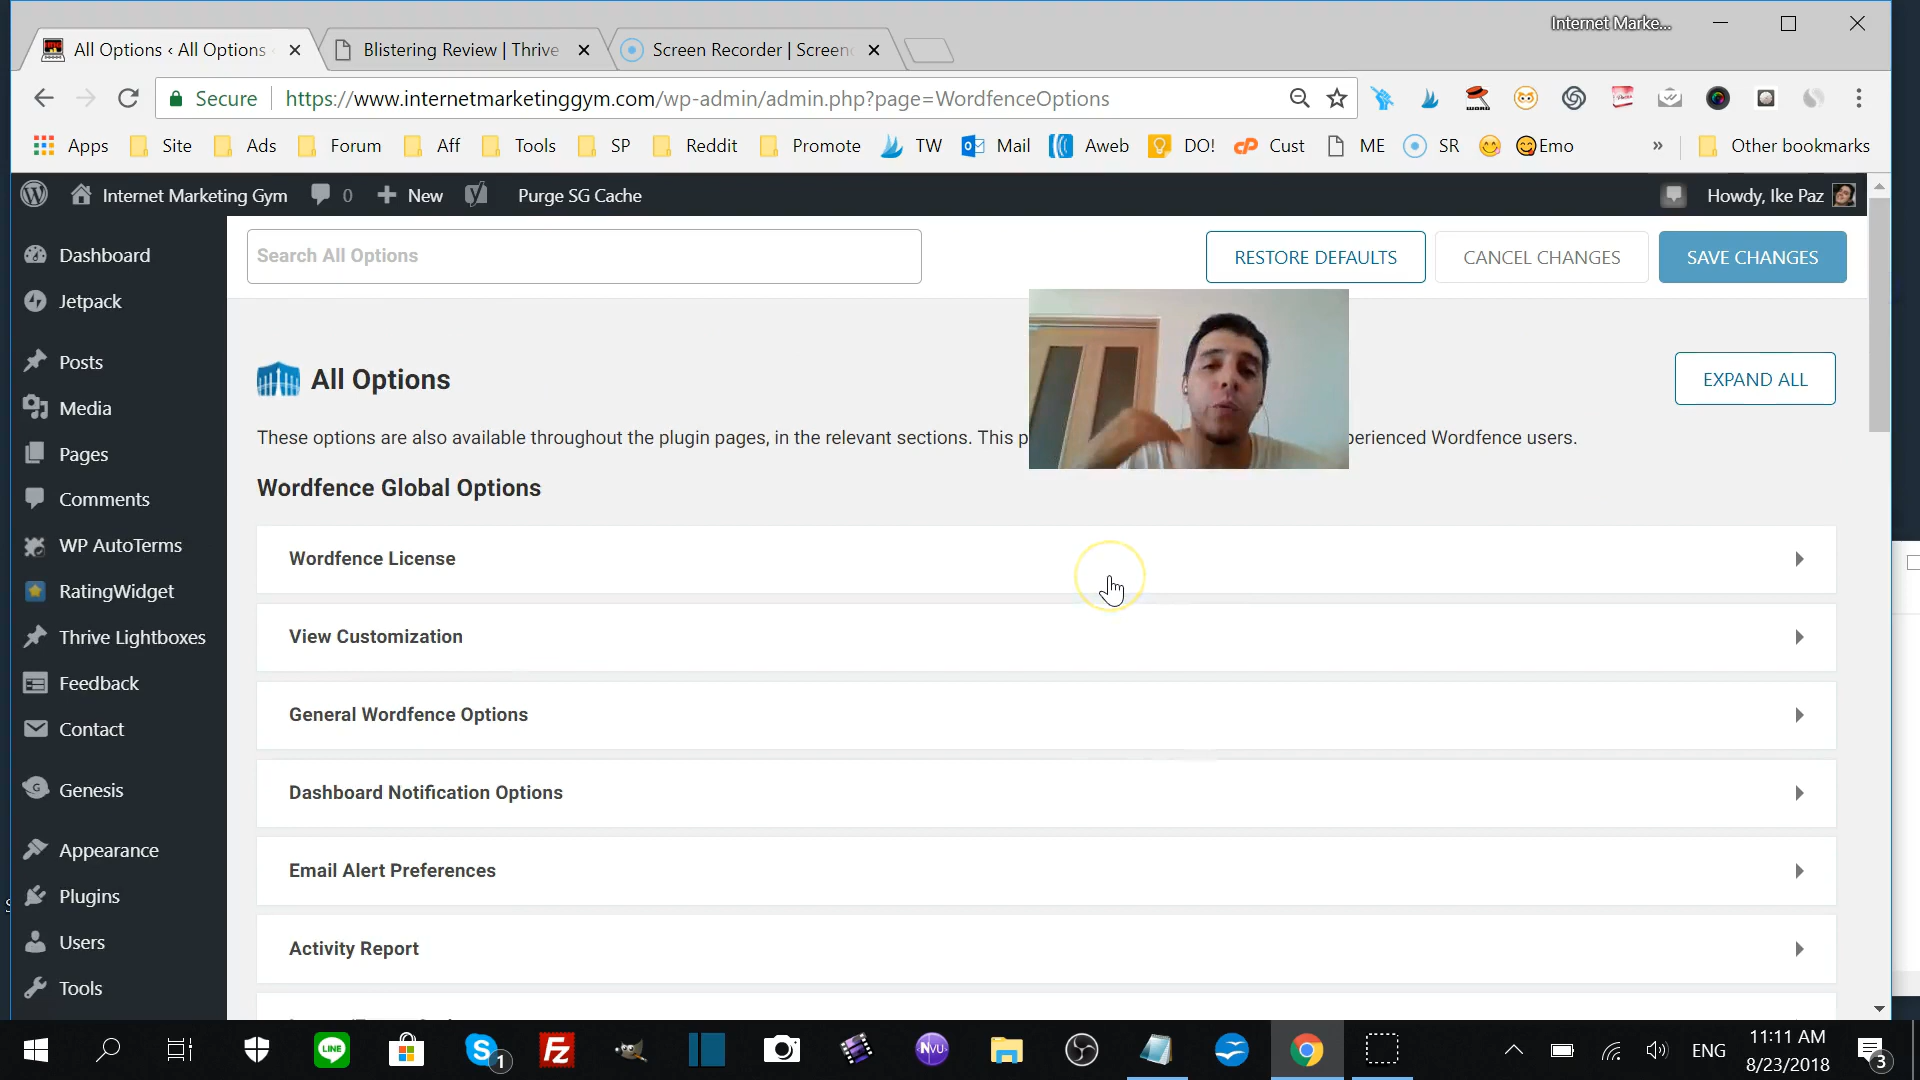 Internet Marke...
All Options ‹ All Options
Blistering Review | Thrive
Screen Recorder | Screen
Secure
https://www.internetmarketinggym.com/wp-admin/admin.php?page=WordfenceOptions
Apps Site Ads Forum Aff Tools SP Reddit Promote TW Mail Aweb DO! Cust ME SR Emo » Other bookmarks
Internet Marketing Gym 0 New Purge SG Cache Howdy, Ike Paz
Dashboard
Jetpack
Posts
Media
Pages
Comments
WP AutoTerms
RatingWidget
Thrive Lightboxes
Feedback
Contact
Genesis
Appearance
Plugins
Users
Tools
Search All Options
RESTORE DEFAULTS
CANCEL CHANGES
SAVE CHANGES
All Options
EXPAND ALL
These options are also available throughout the plugin pages, in the relevant sections. This p perienced Wordfence users.
Wordfence Global Options
Wordfence License
View Customization
General Wordfence Options
Dashboard Notification Options
Email Alert Preferences
Activity Report
LINE
S 1
Fz
NVU
ENG
11:11 AM
8/23/2018
3